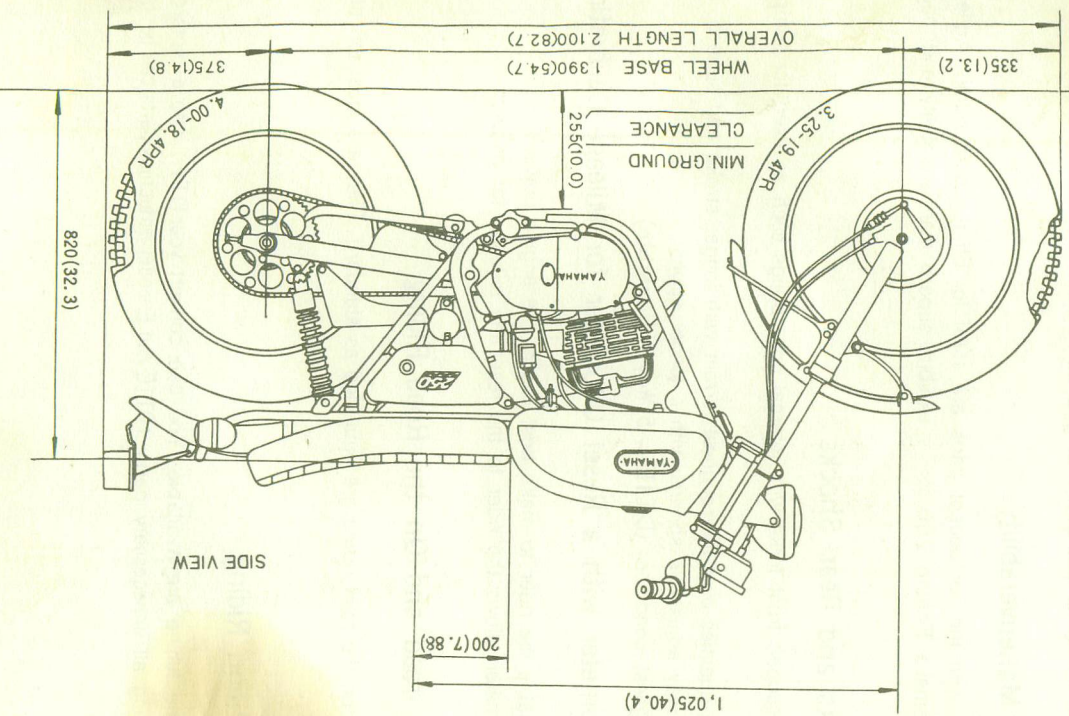 1,025(40.4)
200(7.88)
SIDE VIEW
·YAMAHA·
250
YAMAHA
820(32.3)
MIN.GROUND
CLEARANCE
255(10.0)
3.25-19.4PR
4.00-18.4PR
335(13.2)
WHEEL BASE 1.390(54.7)
375(14.8)
OVERALL LENGTH 2.100(82.7)